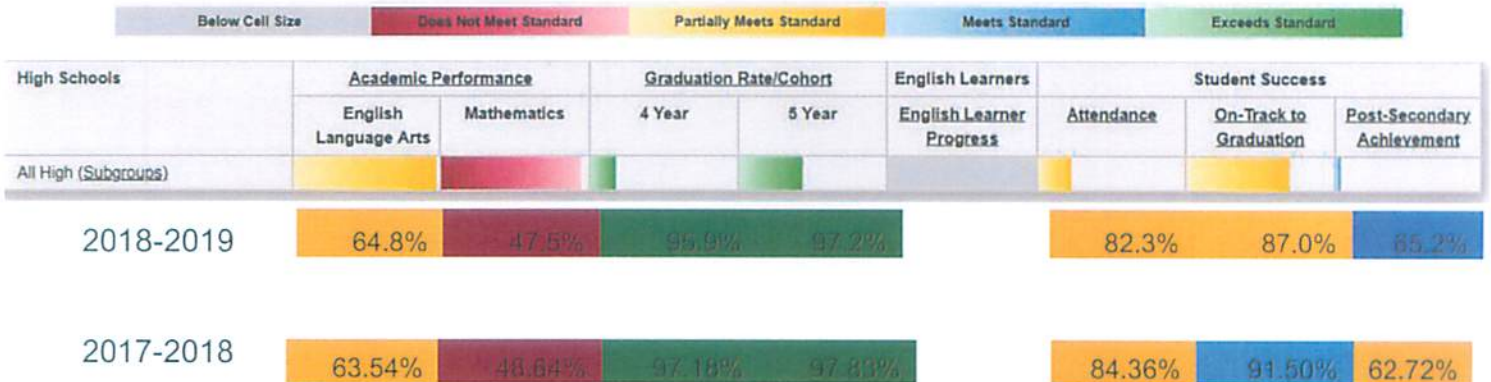 Below Cell Size Does Not Meet Standard Partially Meets Standard Meets Standard Exceeds Standard
High Schools Academic Performance Graduation Rate/Cohort English Learners Student Success
English Language Arts Mathematics 4 Year 5 Year English Learner Progress Attendance On-Track to Graduation Post-Secondary Achievement
All High (Subgroups)
2018-2019 64.8% 47.5% 95.9% 97.2% 82.3% 87.0% 65.2%
2017-2018 63.54% 48.64% 97.18% 97.83% 84.36% 91.50% 62.72%